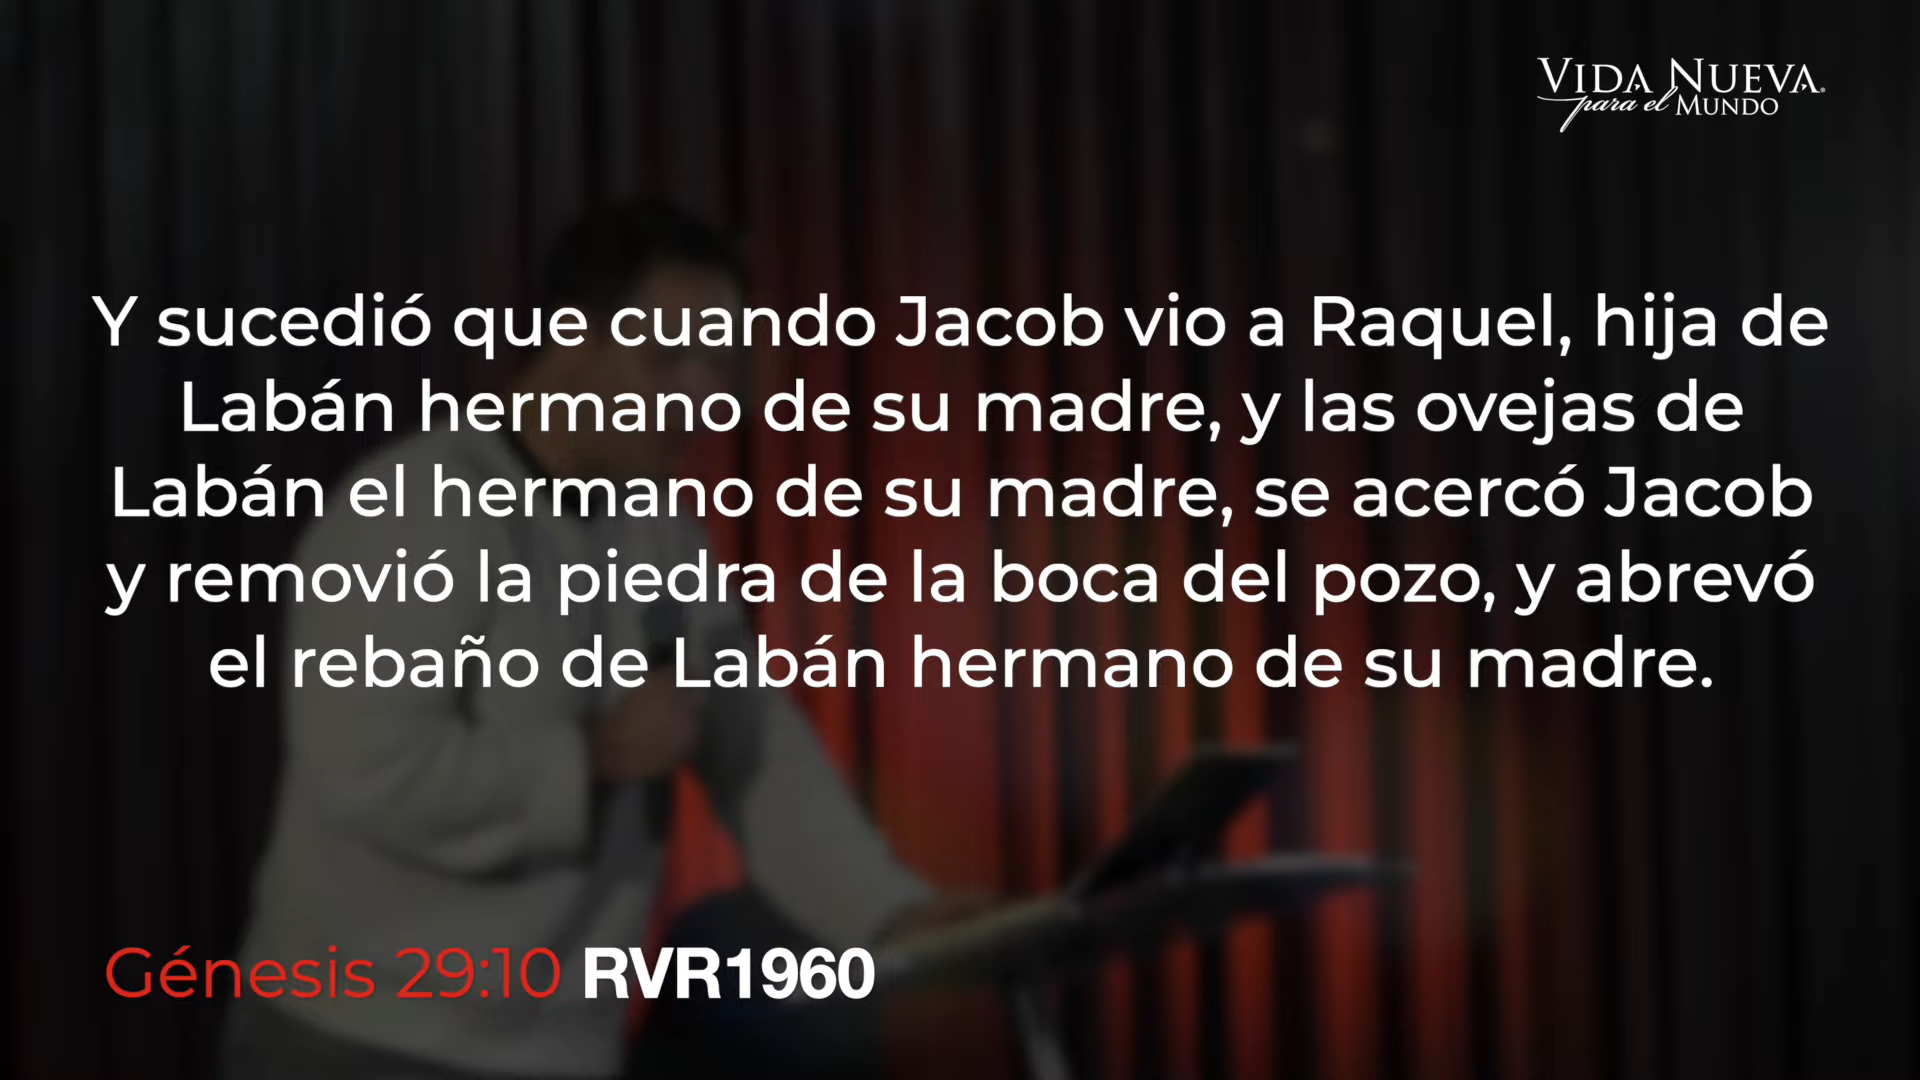 VIDA NUEVA
para el MUNDO
Y sucedió que cuando Jacob vio a Raquel, hija de
Labán hermano de su madre, y las ovejas de
Labán el hermano de su madre, se acercó Jacob
y removió la piedra de la boca del pozo, y abrevó
el rebaño de Labán hermano de su madre.
Génesis 29:10 RVR1960